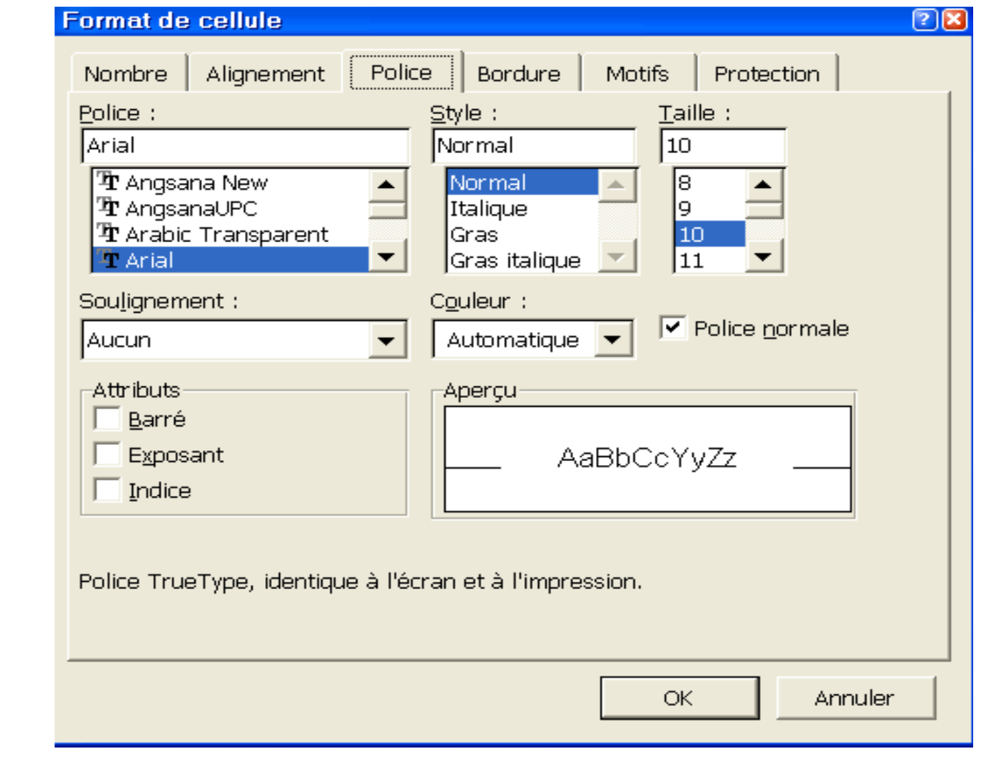 Format de cellule
Nombre Alignement Police Bordure Motifs Protection
Police : Style : Taille :
Arial Normal 10
Angsana New Normal 8
AngsanaUPC Italique 9
Arabic Transparent Gras 10
Arial Gras italique 11
Soulignement : Couleur :
Aucun Automatique Police normale
Attributs Aperçu
Barré
Exposant AaBbCcYyZz
Indice
Police TrueType, identique à l'écran et à l'impression.
OK Annuler